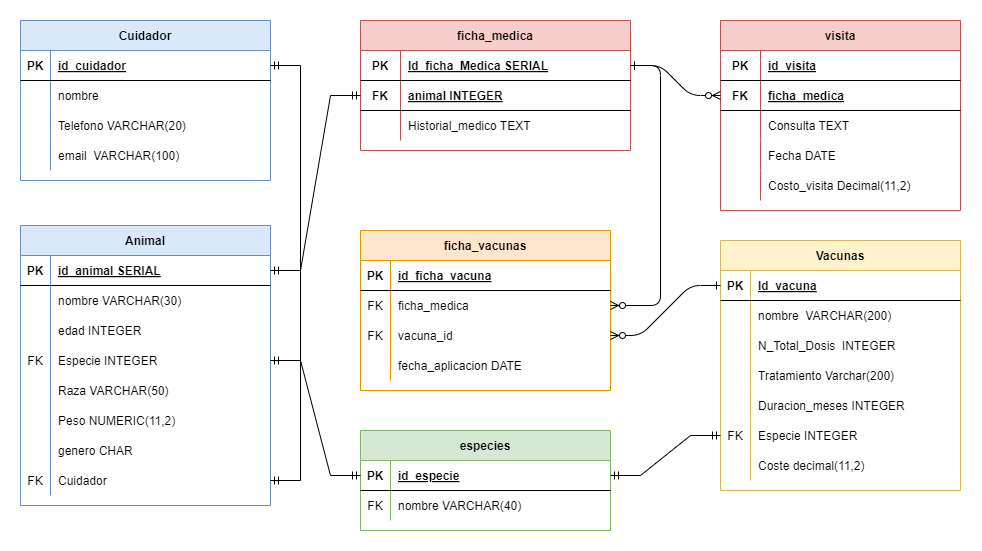 Cuidador
PK id_cuidador
nombre
Telefono VARCHAR(20)
email  VARCHAR(100)
ficha_medica
PK Id_ficha_Medica SERIAL
FK animal INTEGER
Historial_medico TEXT
visita
PK id_visita
FK ficha_medica
Consulta TEXT
Fecha DATE
Costo_visita Decimal(11,2)
Animal
PK id_animal SERIAL
nombre VARCHAR(30)
edad INTEGER
FK Especie INTEGER
Raza VARCHAR(50)
Peso NUMERIC(11,2)
genero CHAR
FK Cuidador
ficha_vacunas
PK id_ficha_vacuna
FK ficha_medica
FK vacuna_id
fecha_aplicacion DATE
Vacunas
PK Id_vacuna
nombre  VARCHAR(200)
N_Total_Dosis  INTEGER
Tratamiento Varchar(200)
Duracion_meses INTEGER
FK Especie INTEGER
Coste decimal(11,2)
especies
PK id_especie
FK nombre VARCHAR(40)